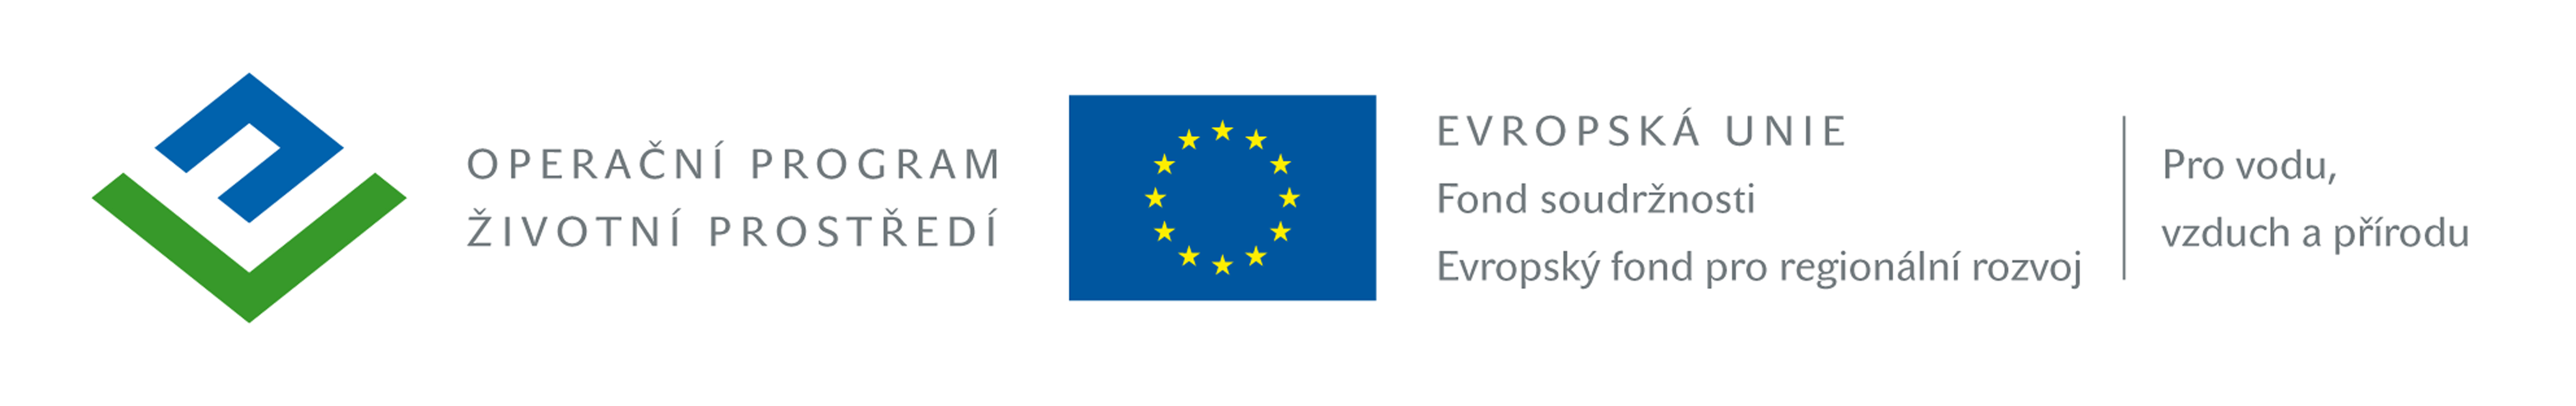 OPERAČNÍ PROGRAM
ŽIVOTNÍ PROSTŘEDÍ
EVROPSKÁ UNIE
Fond soudržnosti
Evropský fond pro regionální rozvoj
Pro vodu,
vzduch a přírodu